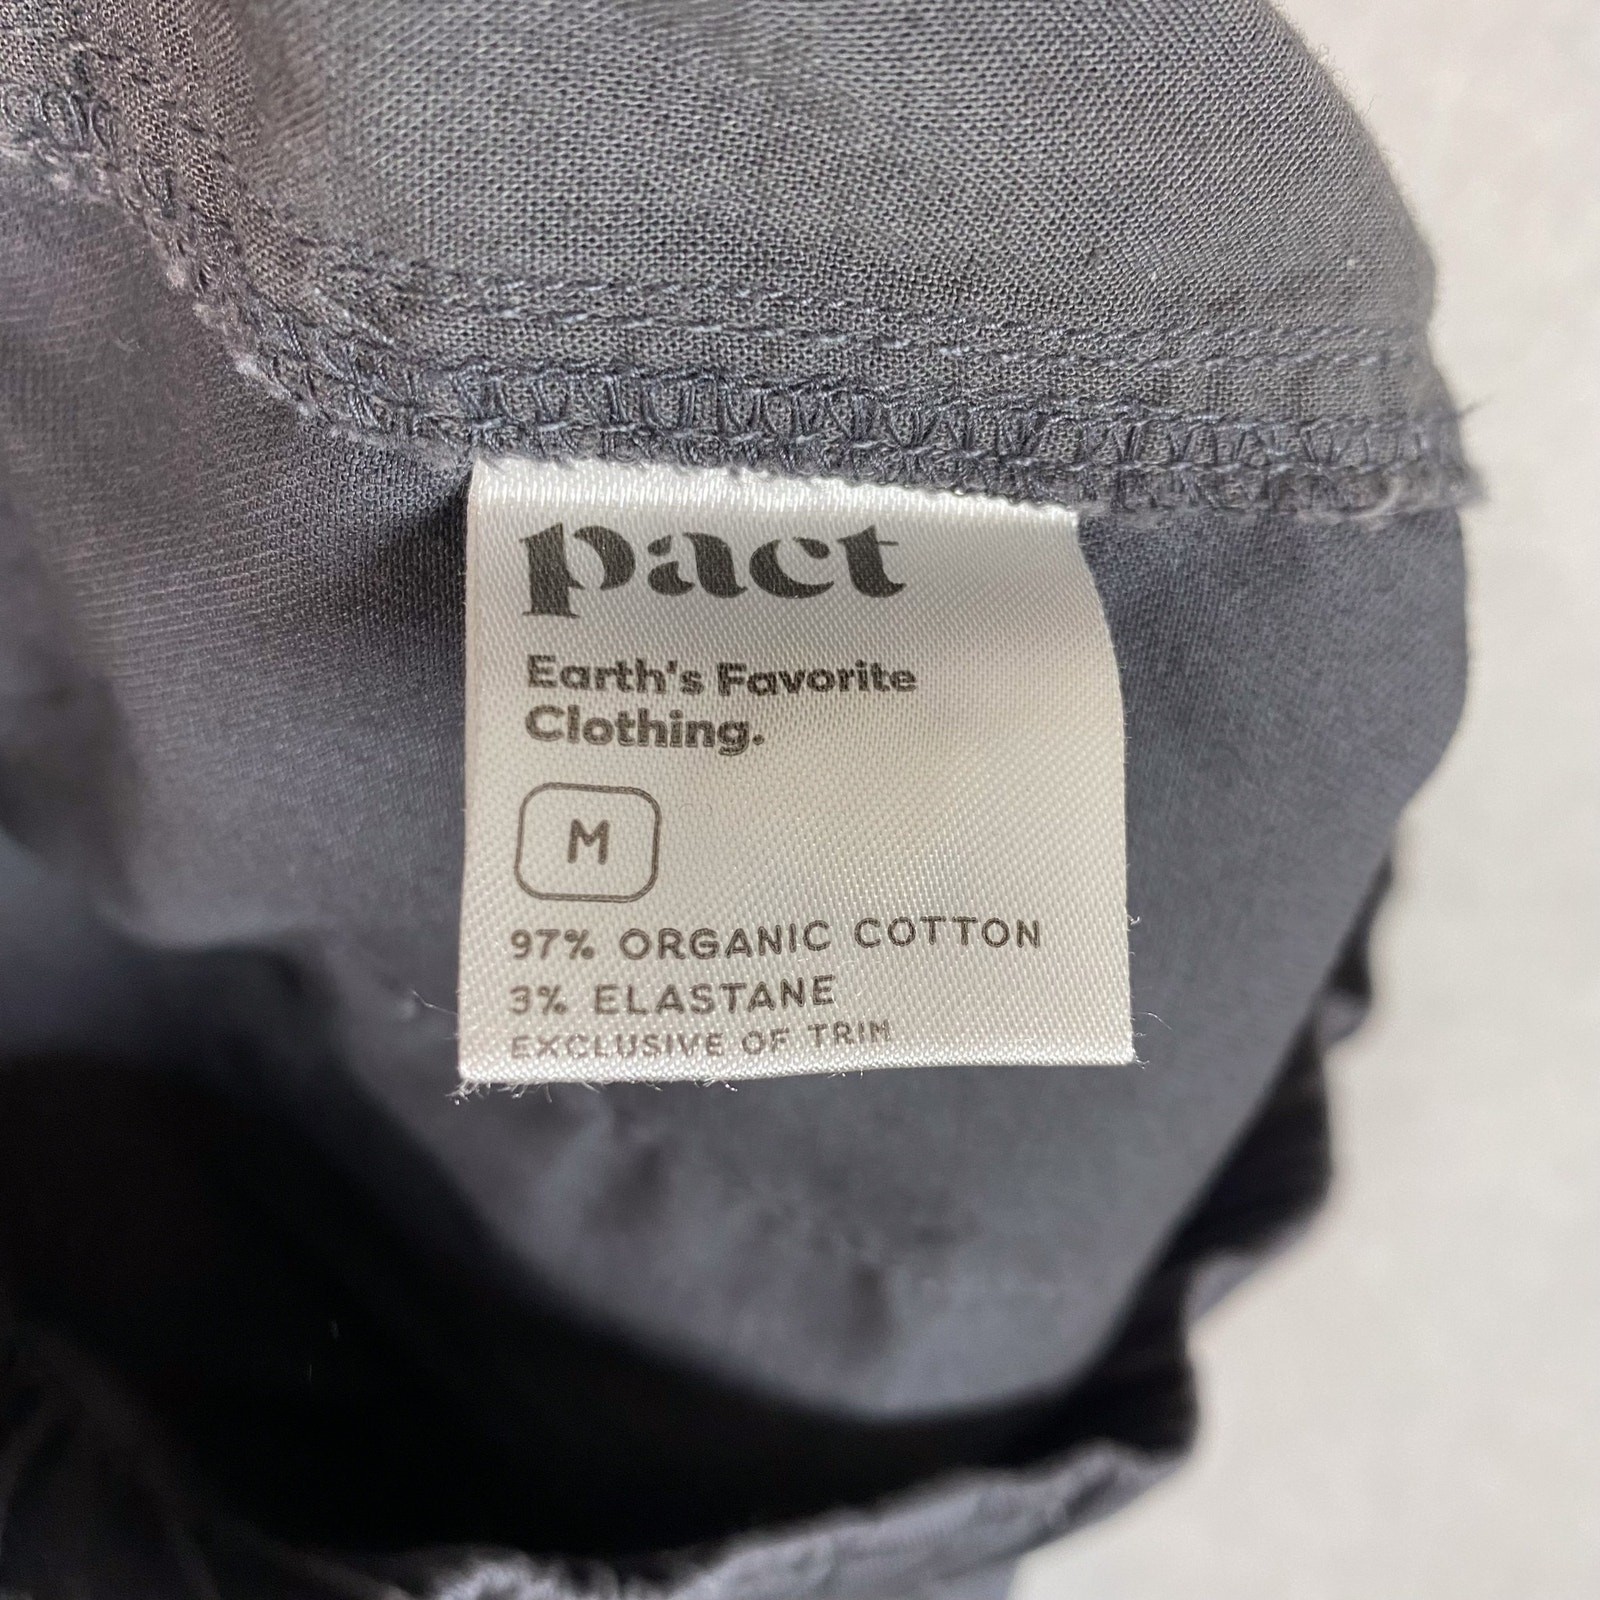 pact
Earth's Favorite
Clothing.
M
97% ORGANIC COTTON
3% ELASTANE
EXCLUSIVE OF TRIM